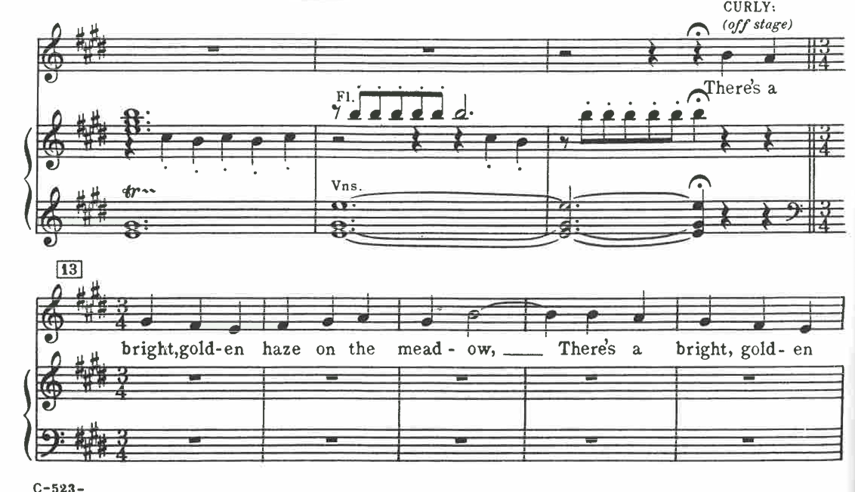 CURLY:
(off stage)
There's a
Fl.
Vns.
13
bright, gold-en haze on the mead - ow, There's a bright, gold - en
C-523-